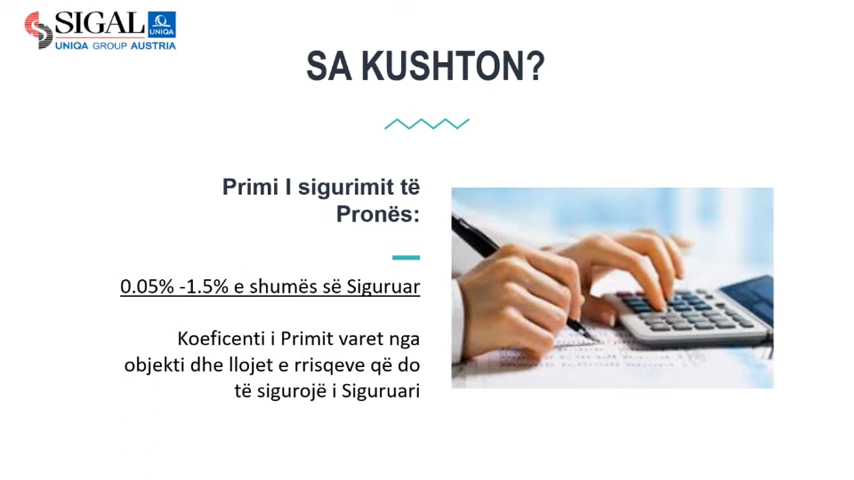 SIGAL UNIQA
UNIQA GROUP AUSTRIA
SA KUSHTON?
Primi I sigurimit të
Pronës:
0.05% -1.5% e shumës së Siguruar
Koeficenti i Primit varet nga
objekti dhe llojet e rrisqeve që do
të sigurojë i Siguruari